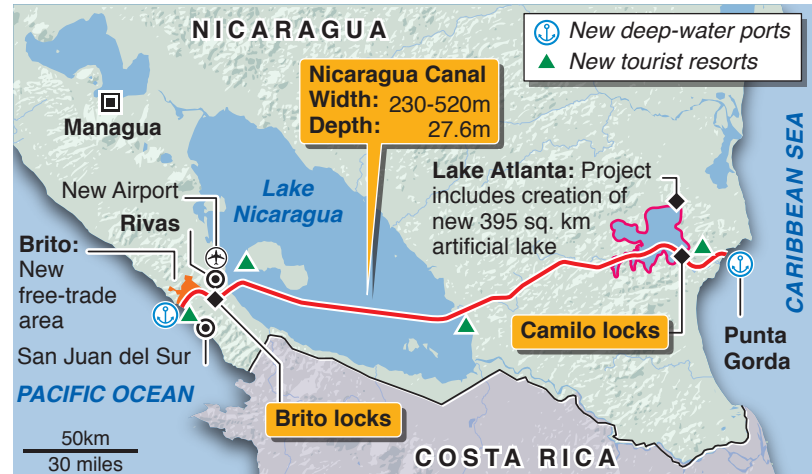 NICARAGUA
New deep-water ports
New tourist resorts
Nicaragua Canal
Width: 230-520m
Depth: 27.6m
Managua
New Airport
Rivas
Brito:
New
free-trade
area
San Juan del Sur
PACIFIC OCEAN
Lake
Nicaragua
Lake Atlanta: Project
includes creation of
new 395 sq. km
artificial lake
CARIBBEAN SEA
Camilo locks
Punta
Gorda
Brito locks
50km
30 miles
COSTA RICA